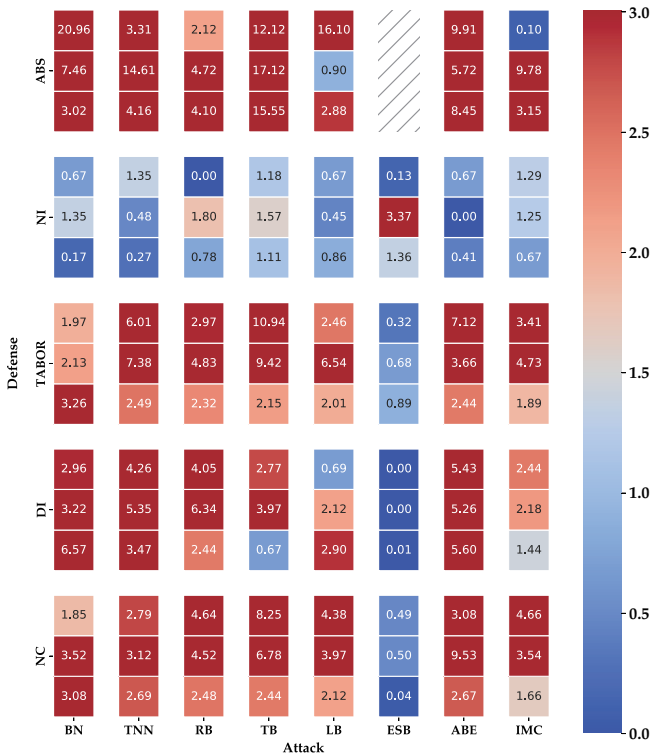 20.96 3.31 2.12 12.12 16.10 9.91 0.10
ABS 7.46 14.61 4.72 17.12 0.90 5.72 9.78
3.02 4.16 4.10 15.55 2.88 8.45 3.15
0.67 1.35 0.00 1.18 0.67 0.13 0.67 1.29
NI 1.35 0.48 1.80 1.57 0.45 3.37 0.00 1.25
0.17 0.27 0.78 1.11 0.86 1.36 0.41 0.67
1.97 6.01 2.97 10.94 2.46 0.32 7.12 3.41
Defense TABOR 2.13 7.38 4.83 9.42 6.54 0.68 3.66 4.73
3.26 2.49 2.32 2.15 2.01 0.89 2.44 1.89
2.96 4.26 4.05 2.77 0.69 0.00 5.43 2.44
DI 3.22 5.35 6.34 3.97 2.12 0.00 5.26 2.18
6.57 3.47 2.44 0.67 2.90 0.01 5.60 1.44
1.85 2.79 4.64 8.25 4.38 0.49 3.08 4.66
NC 3.52 3.12 4.52 6.78 3.97 0.50 9.53 3.54
3.08 2.69 2.48 2.44 2.12 0.04 2.67 1.66
BN TNN RB TB LB ESB ABE IMC
Attack
3.0
2.5
2.0
1.5
1.0
0.5
0.0